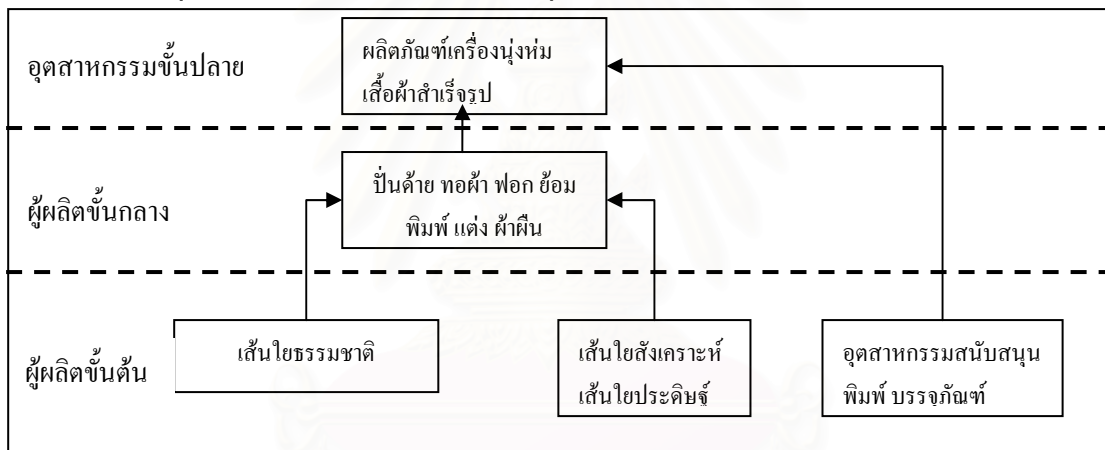 อุตสาหกรรมขั้นปลาย
ผลิตภัณฑ์เครื่องนุ่งห่ม
เสื้อผ้าสำเร็จรูป
ผู้ผลิตขั้นกลาง
ปั่นด้าย ทอผ้า ฟอก ย้อม
พิมพ์ แต่ง ผ้าผืน
ผู้ผลิตขั้นต้น
เส้นใยธรรมชาติ
เส้นใยสังเคราะห์
เส้นใยประดิษฐ์
อุตสาหกรรมสนับสนุน
พิมพ์ บรรจุภัณฑ์